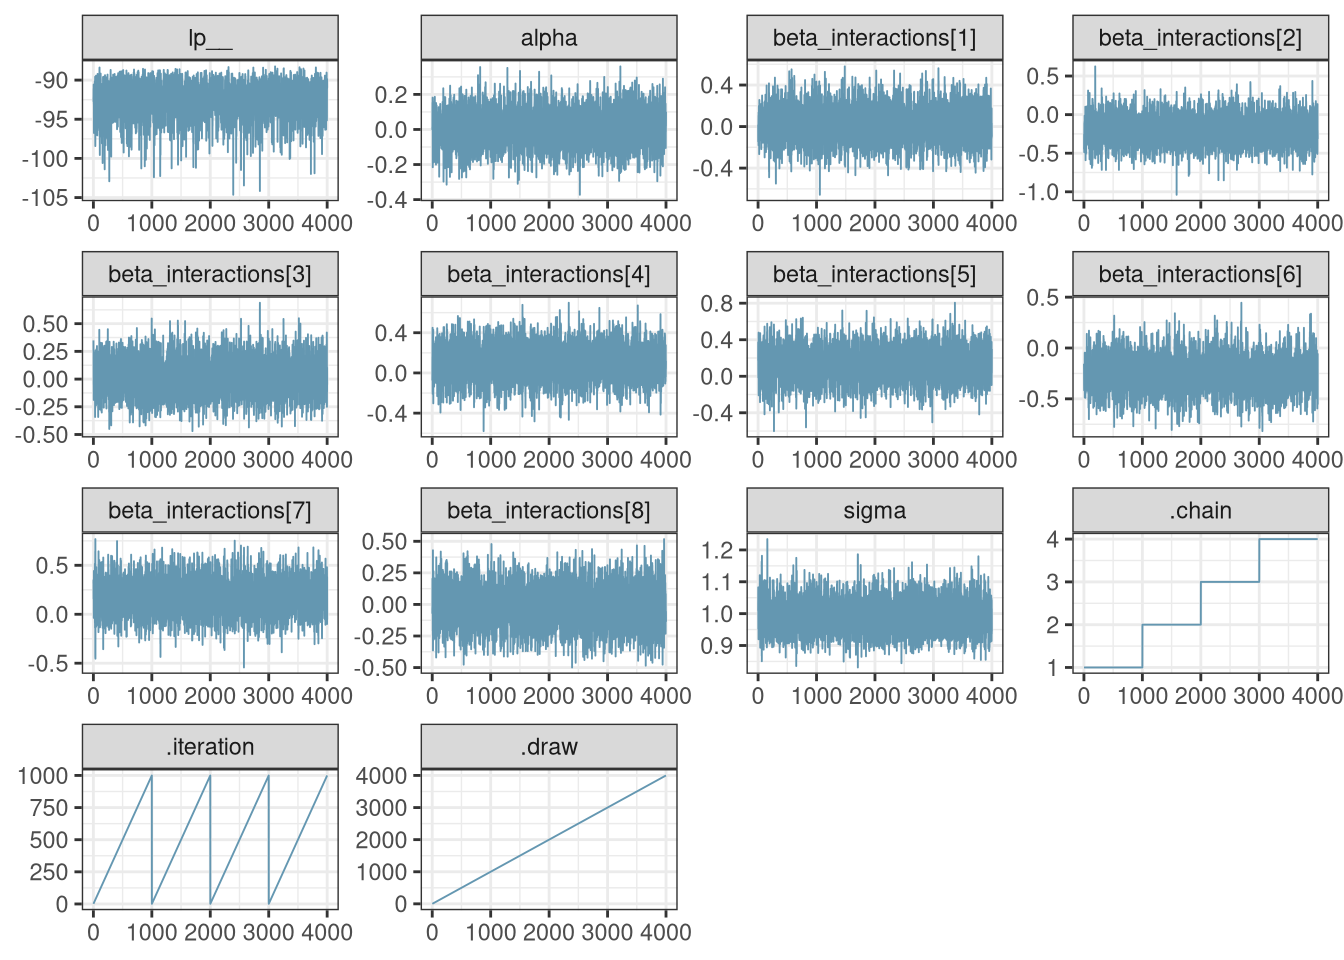 lp__ alpha beta_interactions[1] beta_interactions[2]
-90 0.2 0.4 0.5
-95 0.0 0.0 0.0
-100 -0.2 -0.4 -0.5
-105 -0.4 -1.0
0 1000 2000 3000 4000 0 1000 2000 3000 4000 0 1000 2000 3000 4000 0 1000 2000 3000 4000
beta_interactions[3] beta_interactions[4] beta_interactions[5] beta_interactions[6]
0.50 0.4 0.8 0.5
0.25 0.0 0.4 0.0
0.00 -0.4 0.0 -0.5
-0.25 -0.4
-0.50
0 1000 2000 3000 4000 0 1000 2000 3000 4000 0 1000 2000 3000 4000 0 1000 2000 3000 4000
beta_interactions[7] beta_interactions[8] sigma .chain
0.5 0.50 1.2 4
0.0 0.25 1.1 3
-0.5 0.00 1.0 2
-0.25 0.9 1
-0.50
0 1000 2000 3000 4000 0 1000 2000 3000 4000 0 1000 2000 3000 4000 0 1000 2000 3000 4000
.iteration .draw
1000 4000
750 3000
500 2000
250 1000
0 0
0 1000 2000 3000 4000 0 1000 2000 3000 4000